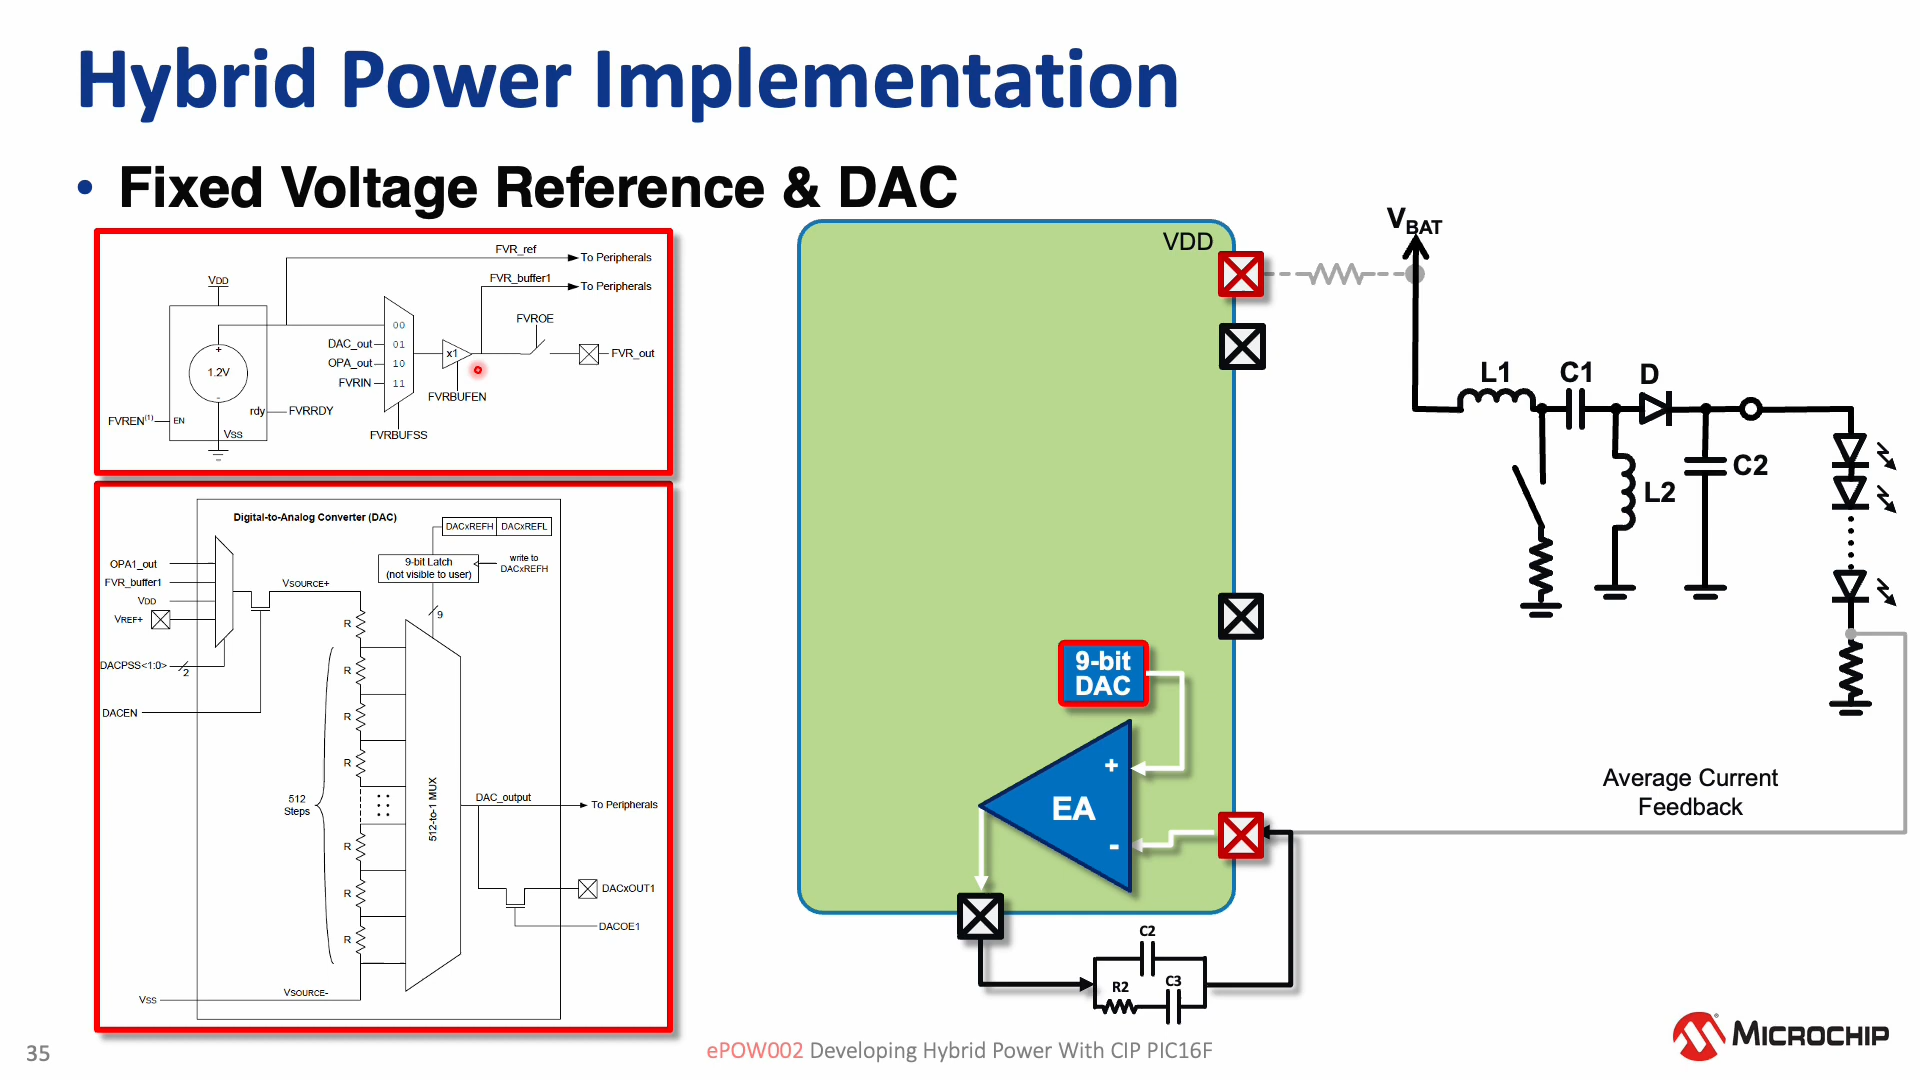 Hybrid Power Implementation
• Fixed Voltage Reference & DAC
FVR_ref
To Peripherals
FVR_buffer1
To Peripherals
VDD
FVROE
00
DAC_out
01
x1
FVR_out
OPA_out
10
1.2V
+
-
FVRIN
11
FVRBUFEN
rdy
FVRRDY
FVREN(1)
EN
VSS
FVRBUFSS
Digital-to-Analog Converter (DAC)
DACxREFH
DACxREFL
9-bit Latch
(not visible to user)
write to
DACxREFH
OPA1_out
FVR_buffer1
VSOURCE+
VDD
VREF+
9
R
DACPSS<1:0>
2
R
DACEN
R
R
512
Steps
512-to-1 MUX
DAC_output
To Peripherals
R
DACxOUT1
R
DACOE1
R
VSOURCE-
VSS
VDD
9-bit
DAC
+
EA
-
C2
R2
C3
VBAT
L1
C1
D
C2
L2
Average Current
Feedback
35
ePOW002 Developing Hybrid Power With CIP PIC16F
MICROCHIP